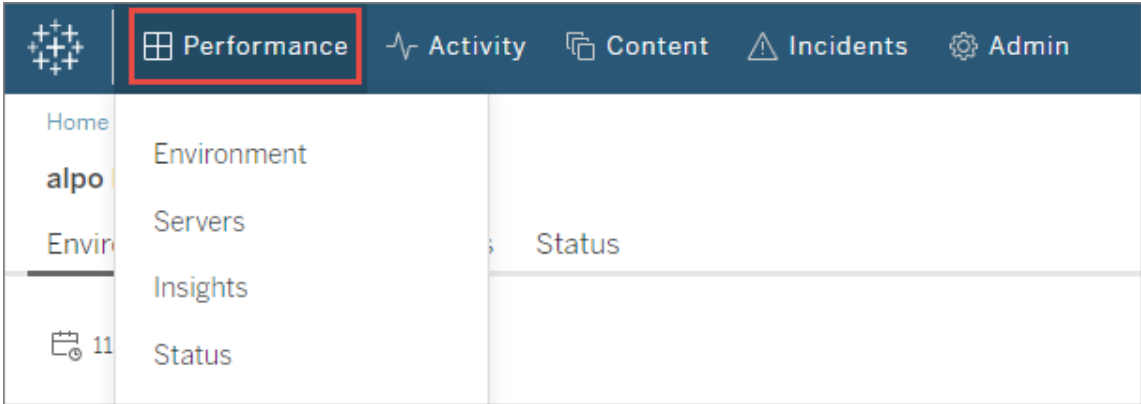 Performance Activity Content Incidents Admin
Home
Environment
alpo
Servers
Envir Status
Insights
11
Status